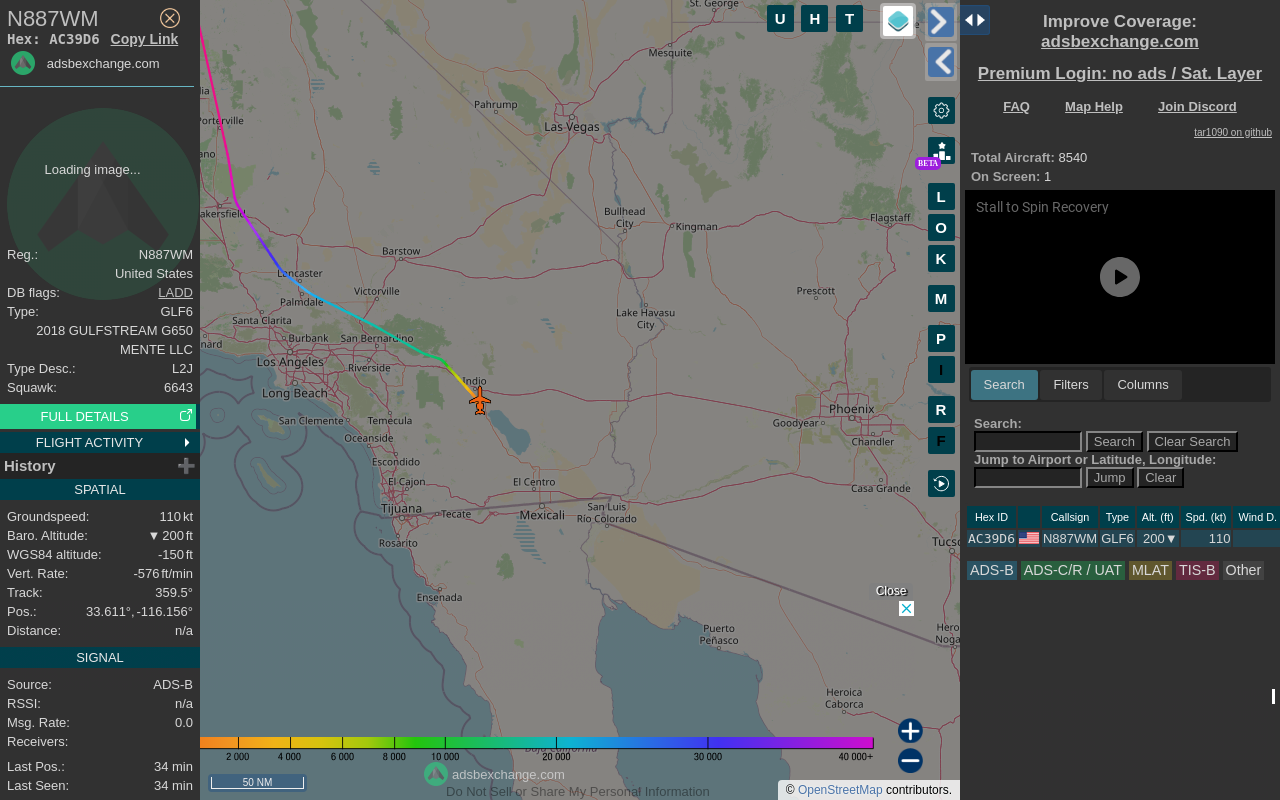 N887WM
Hex: AC39D6 Copy Link
adsbexchange.com
Loading image...
Reg.: N887WM
United States
DB flags: LADD
Type: GLF6
2018 GULFSTREAM G650
MENTE LLC
Type Desc.: L2J
Squawk: 6643
FULL DETAILS
FLIGHT ACTIVITY
History
SPATIAL
Groundspeed: 110 kt
Baro. Altitude: ▼ 200 ft
WGS84 altitude: -150 ft
Vert. Rate: -576 ft/min
Track: 359.5°
Pos.: 33.611°, -116.156°
Distance: n/a
SIGNAL
Source: ADS-B
RSSI: n/a
Msg. Rate: 0.0
Receivers:
Last Pos.: 34 min
Last Seen: 34 min
St. George
Mesquite
Pahrump
Las Vegas
Porterville
Bullhead
City
Kingman
Flagstaff
Barstow
Lancaster
Victorville
Palmdale
Prescott
Lake Havasu
City
Santa Clarita
Burbank
San Bernardino
Los Angeles
Riverside
Indio
Long Beach
Phoenix
San Clemente
Temecula
Goodyear
Chandler
Oceanside
Escondido
El Cajon
El Centro
Casa Grande
Tijuana
Tecate
Mexicali
San Luis
Río Colorado
Rosarito
Ensenada
Puerto
Peñasco
Heroica
Caborca
U H T
BETA
L
O
K
M
P
I
R
F
Close
2 000 4 000 6 000 8 000 10 000 20 000 30 000 40 000+
50 NM
adsbexchange.com
Do Not Sell or Share My Personal Information
© OpenStreetMap contributors.
Improve Coverage:
adsbexchange.com
Premium Login: no ads / Sat. Layer
FAQ Map Help Join Discord
tar1090 on github
Total Aircraft: 8540
On Screen: 1
Stall to Spin Recovery
Search Filters Columns
Search:
Search Clear Search
Jump to Airport or Latitude, Longitude:
Jump Clear
Hex ID Callsign Type Alt. (ft) Spd. (kt) Wind D.
AC39D6 N887WM GLF6 200▼ 110
ADS-B ADS-C/R / UAT MLAT TIS-B Other